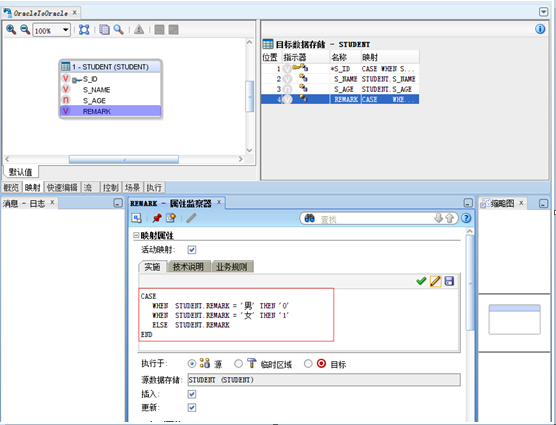 OracleToOracle ×
100%
1 - STUDENT (STUDENT)
S_ID
S_NAME
S_AGE
REMARK
目标数据存储 - STUDENT
位置 指示器 名称 映射
1 *S_ID CASE WHEN S...
2 S_NAME STUDENT.S_NAME
3 S_AGE STUDENT.S_AGE
4 REMARK CASE WHE...
默认值
概览 映射 快速编辑 流 控制 场景 执行
消息 - 日志 ×
REMARK - 属性监察器 ×
缩略图 ×
查找
映射属性
活动映射:
实施 技术说明 业务规则
CASE
WHEN STUDENT.REMARK = '男' THEN '0'
WHEN STUDENT.REMARK = '女' THEN '1'
ELSE STUDENT.REMARK
END
执行于: 源 临时区域 目标
源数据存储: STUDENT (STUDENT)
插入:
更新: